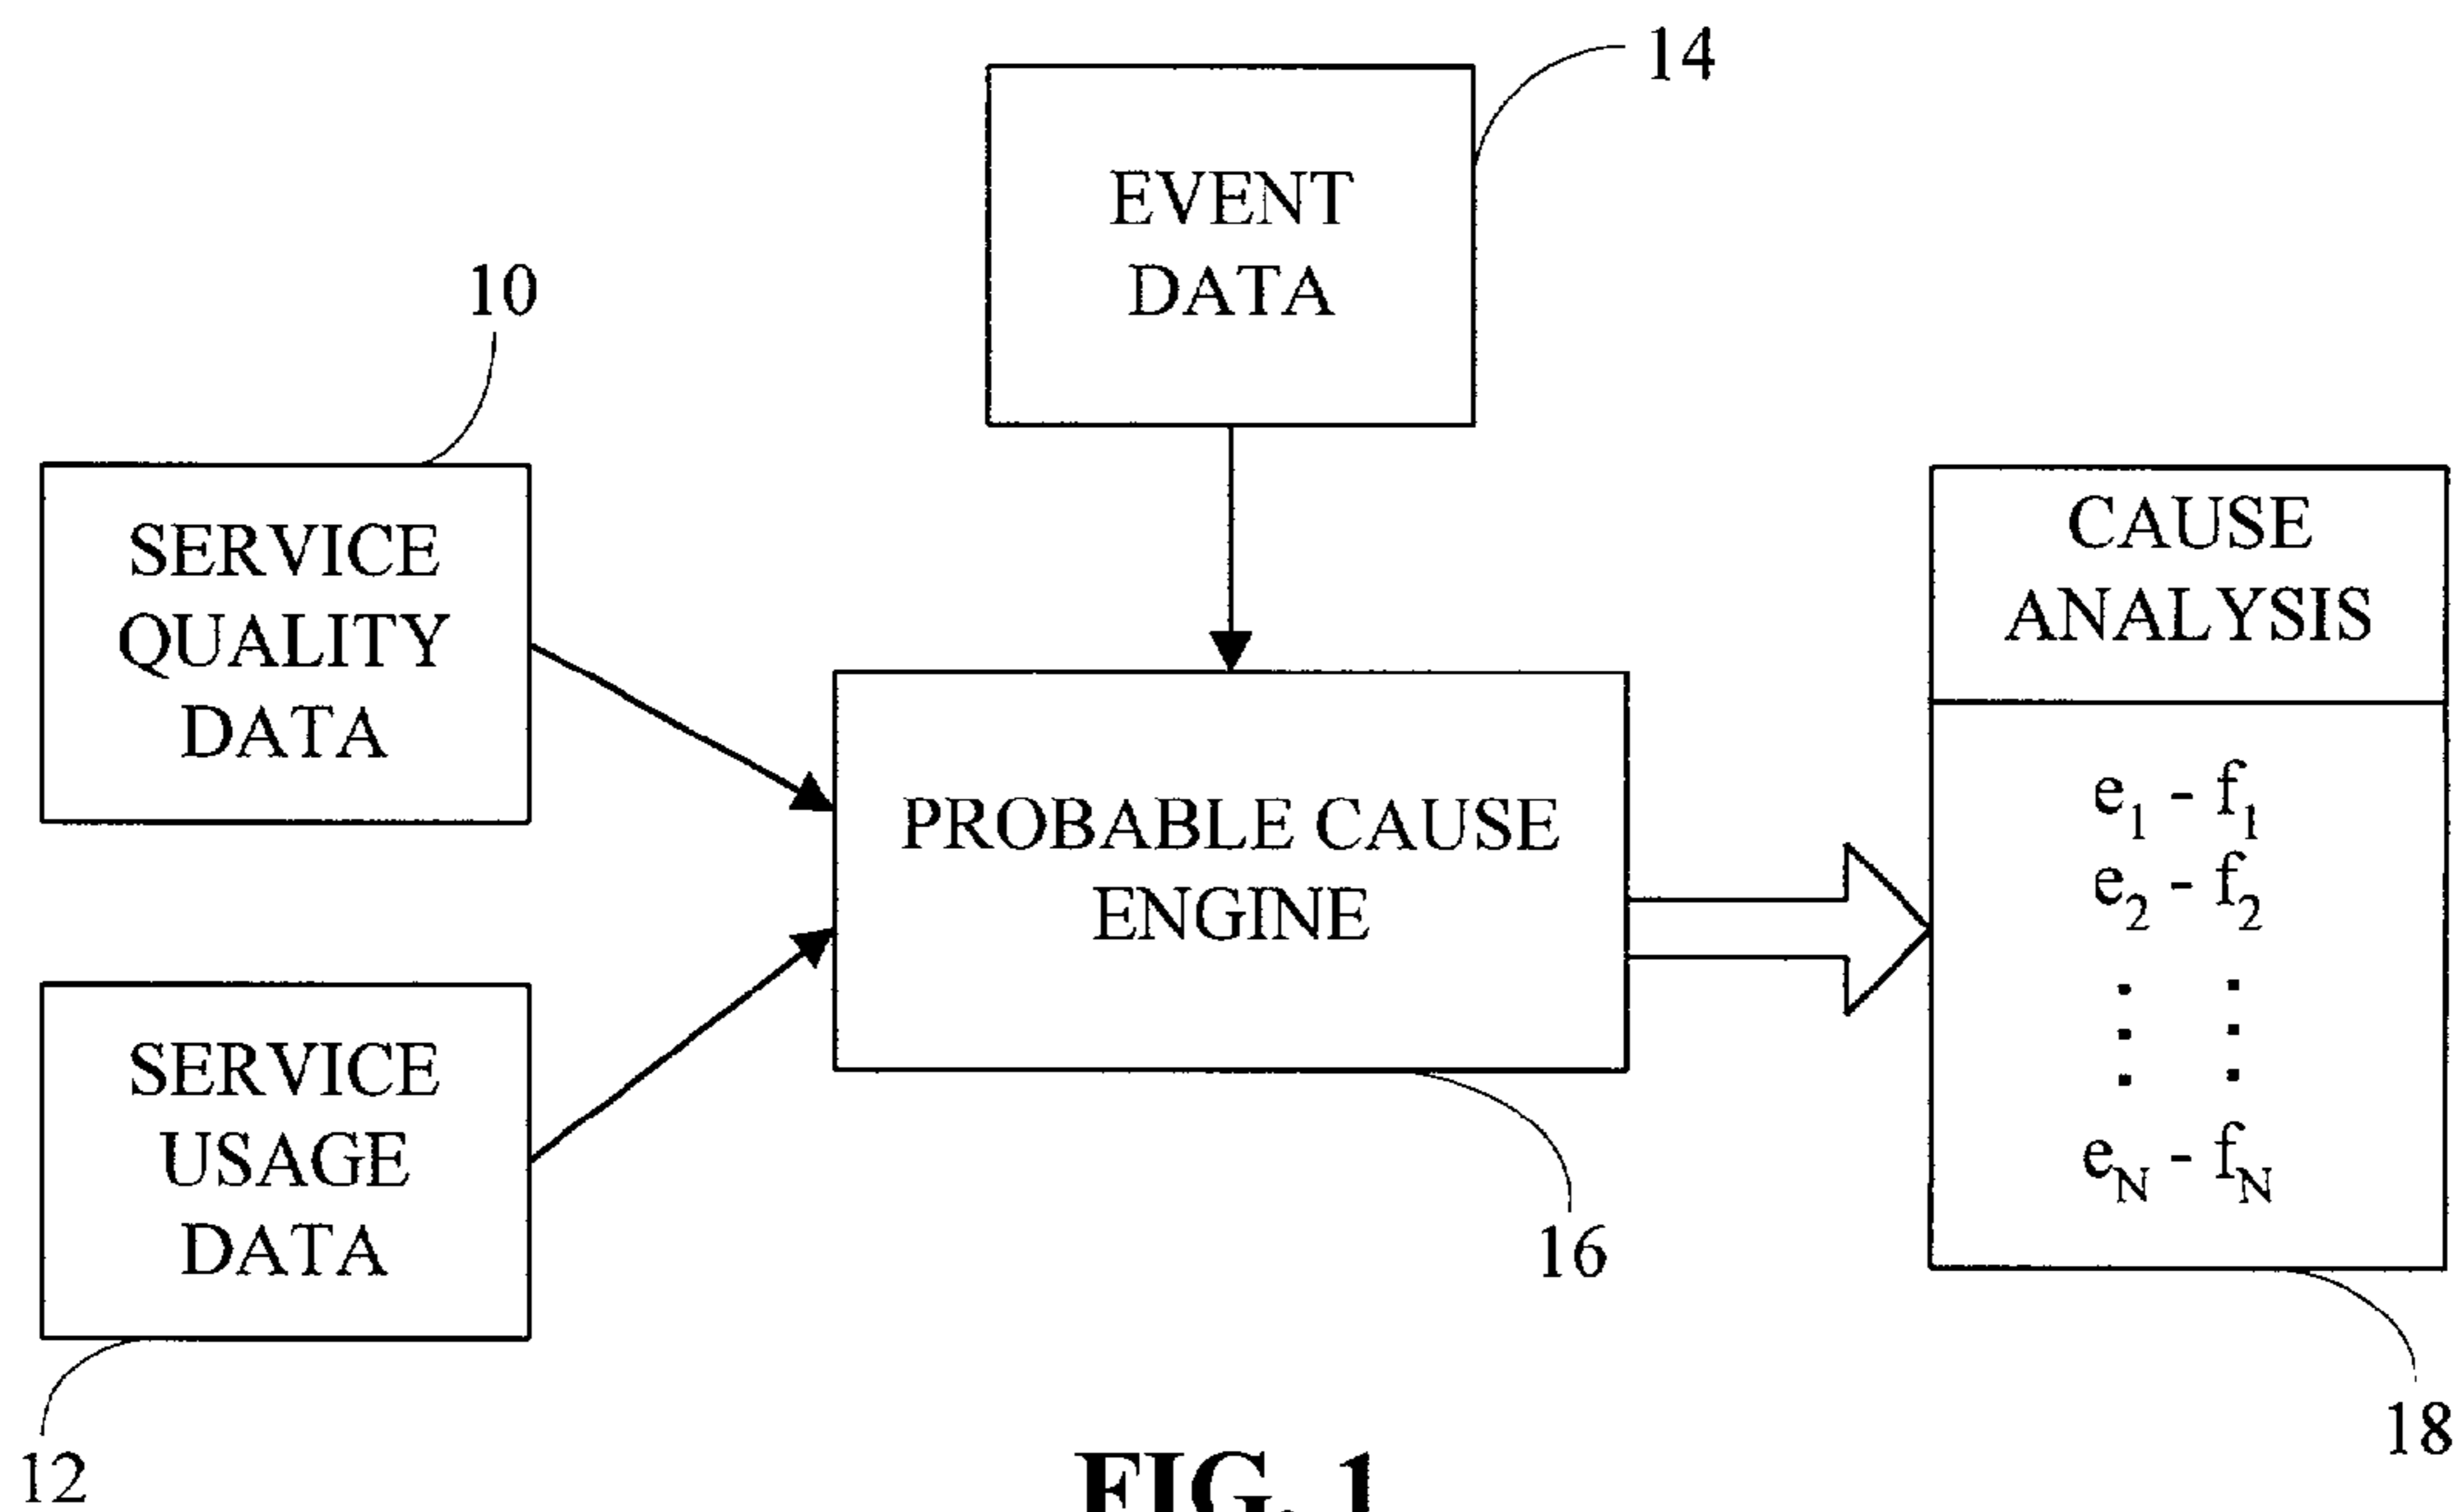 14
EVENT
DATA
10
SERVICE
QUALITY
DATA
CAUSE
ANALYSIS
PROBABLE CAUSE
ENGINE
e1 - f1
e2 - f2
. .
. .
. .
eN - fN
SERVICE
USAGE
DATA
16
18
12
FIG. 1